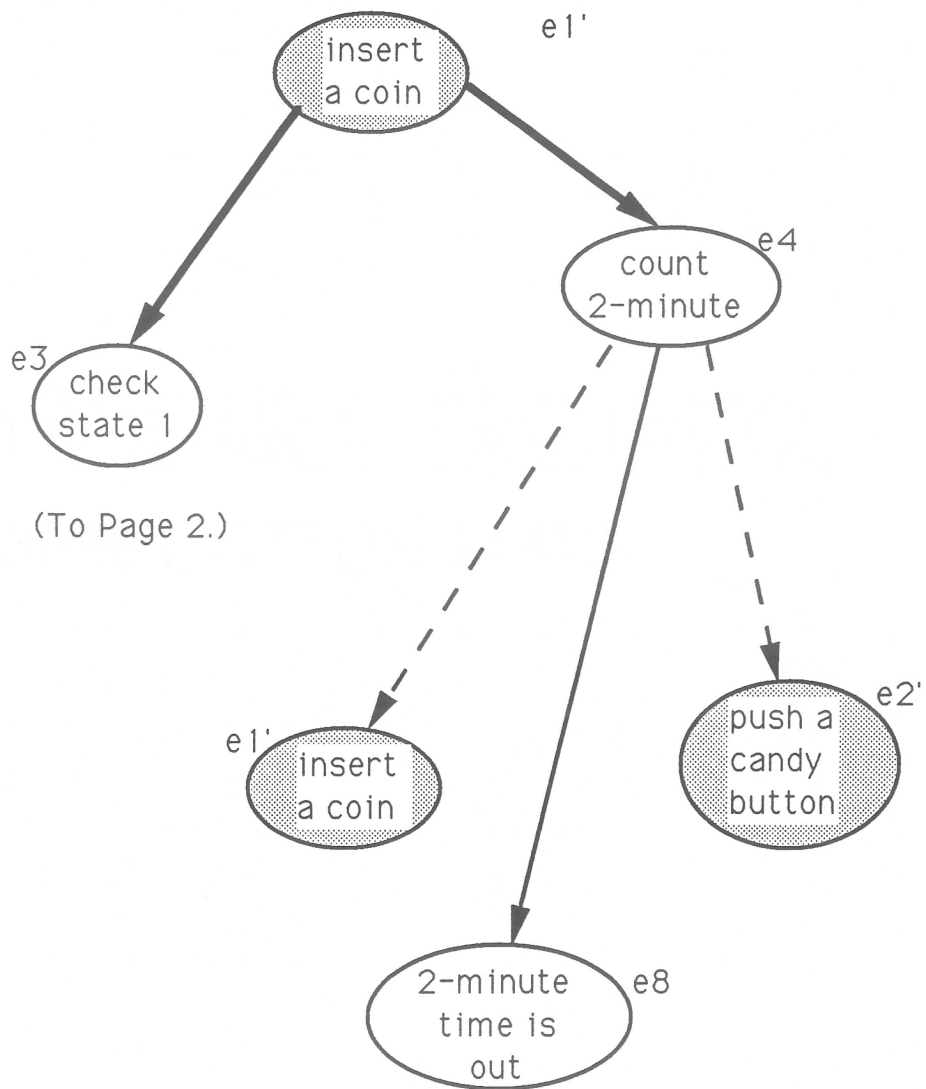 e1'
insert
a coin
e4
count
2-minute
e3
check
state 1
(To Page 2.)
e1'
insert
a coin
e2'
push a
candy
button
e8
2-minute
time is
out